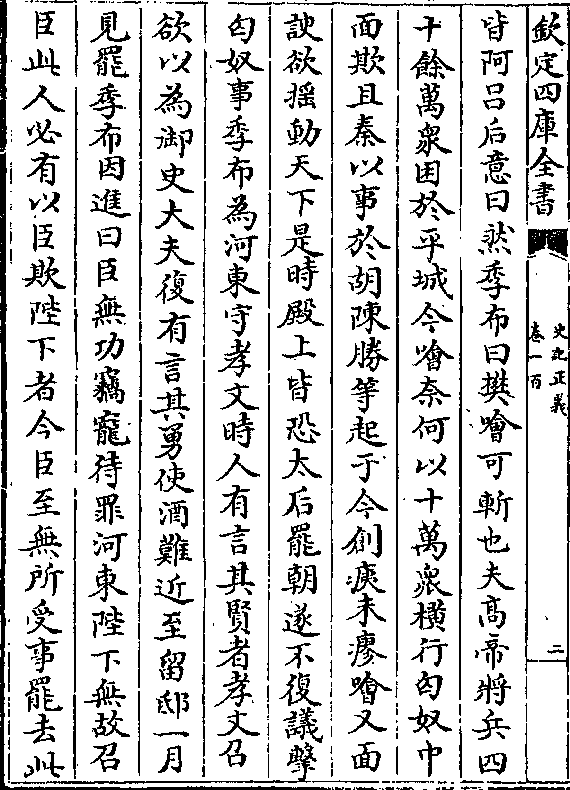 欽定四庫全書
史記正義
卷一百
二
皆阿吕后意曰然季布曰樊噲可斬也夫髙帝將兵四
十餘萬衆困於平城今噲奈何以十萬衆横行匈奴中
面欺且秦以事於胡陳勝等起于今創痍未瘳噲又面
諛欲揺動天下是時殿上皆恐太后罷朝遂不復議擊
匈奴事季布為河東守孝文時人有言其賢者孝文召
欲以為御史大夫復有言其勇使酒難近至留邸一月
見罷季布因進曰臣無功竊寵待罪河東陛下無故召
臣此人必有以臣欺陛下者今臣至無所受事罷去此